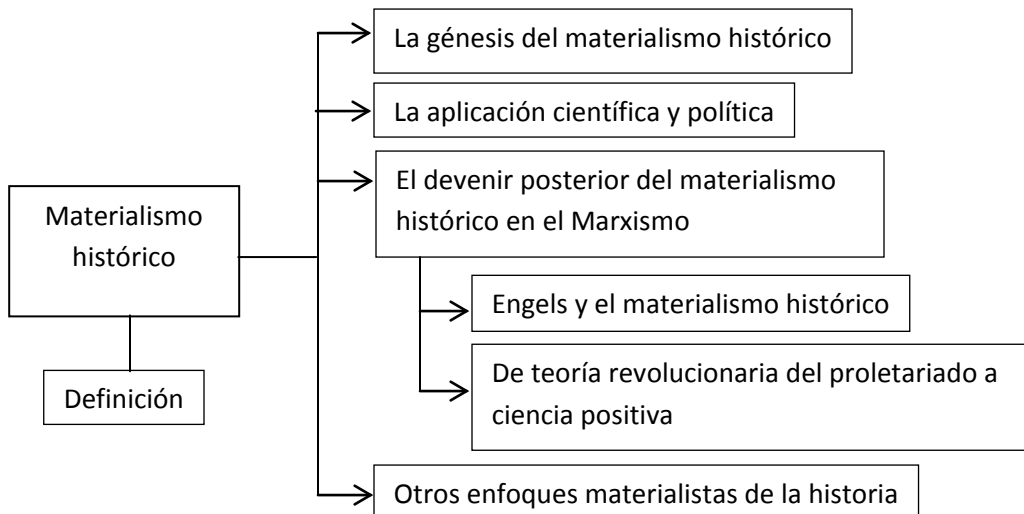 La génesis del materialismo histórico
La aplicación científica y política
El devenir posterior del materialismo
histórico en el Marxismo
Materialismo
histórico
Engels y el materialismo histórico
De teoría revolucionaria del proletariado a
ciencia positiva
Definición
Otros enfoques materialistas de la historia